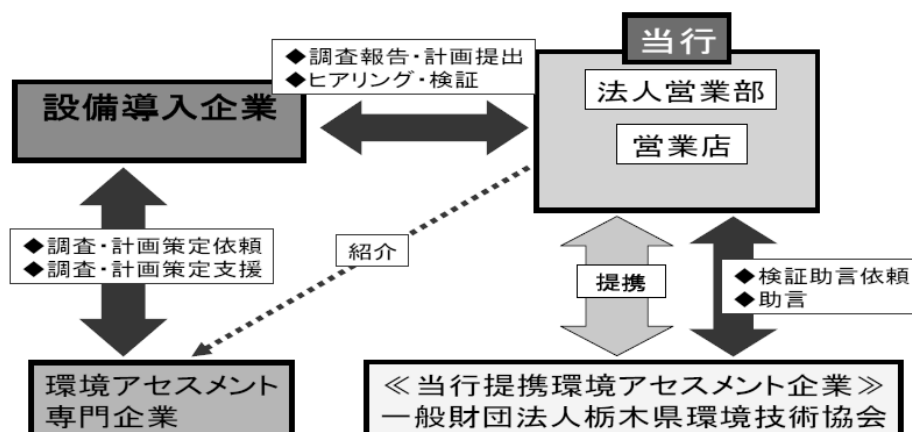 当行
◆調査報告・計画提出
◆ヒアリング・検証
設備導入企業
法人営業部
営業店
◆調査・計画策定依頼
◆調査・計画策定支援
紹介
提携
◆検証助言依頼
◆助言
環境アセスメント
専門企業
≪当行提携環境アセスメント企業≫
一般財団法人栃木県環境技術協会